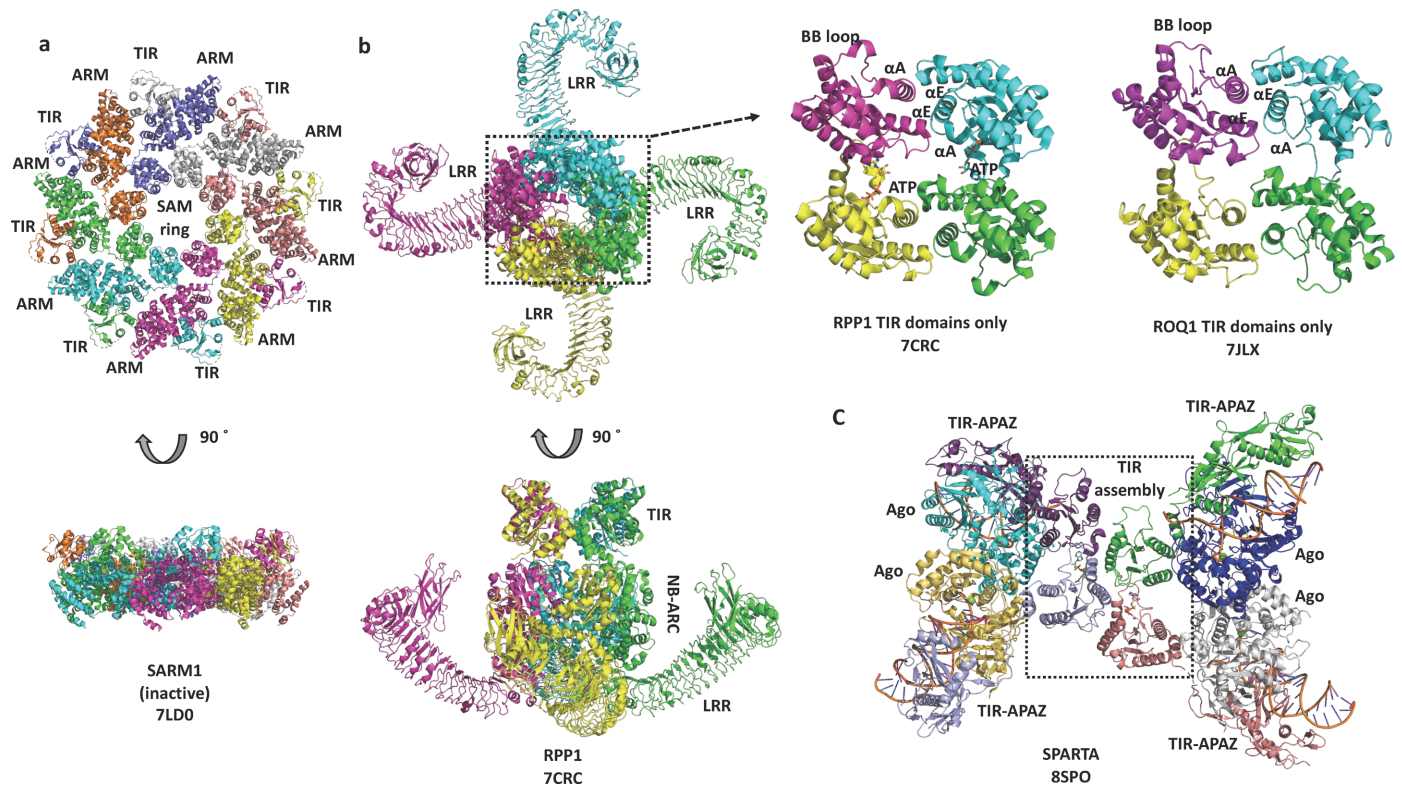 a
TIR
ARM
ARM
TIR
TIR
ARM
ARM
SAM
ring
TIR
TIR
ARM
ARM
TIR
TIR
ARM
ARM
TIR
90 °
SARM1
(inactive)
7LD0
b
LRR
LRR
LRR
LRR
90 °
TIR
NB-ARC
LRR
RPP1
7CRC
BB loop
αA
αE
αE
αA
ATP
ATP
RPP1 TIR domains only
7CRC
BB loop
αA
αE
αE
αA
ROQ1 TIR domains only
7JLX
C
TIR-APAZ
TIR-APAZ
TIR
assembly
Ago
Ago
Ago
Ago
TIR-APAZ
TIR-APAZ
SPARTA
8SPO